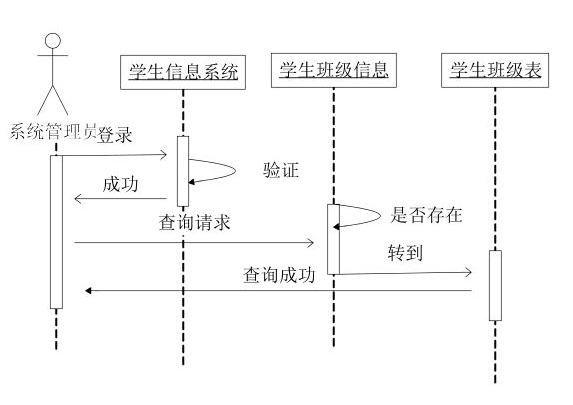 学生信息系统
学生班级信息
学生班级表
系统管理员
登录
验证
成功
查询请求
是否存在
转到
查询成功